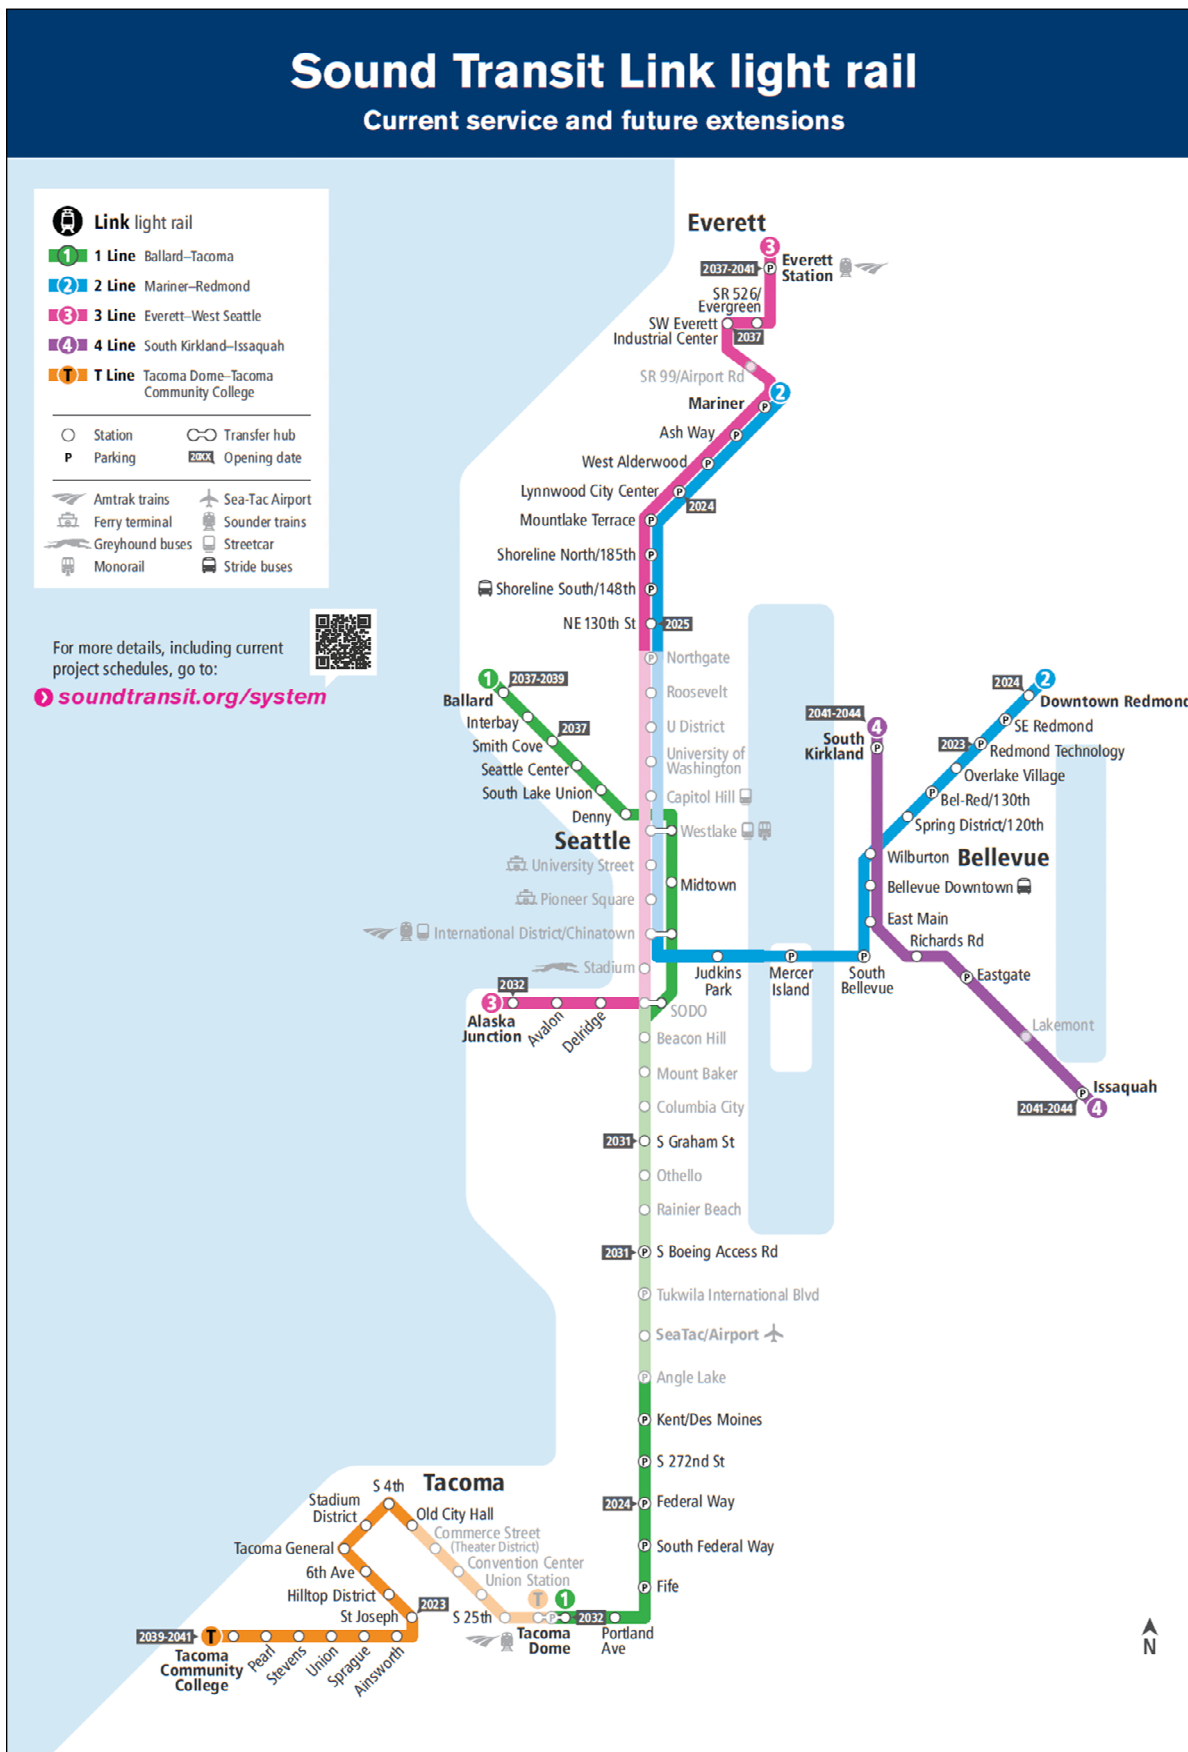 Sound Transit Link light rail
Current service and future extensions
Link light rail
1 1 Line Ballard–Tacoma
2 2 Line Mariner–Redmond
3 3 Line Everett–West Seattle
4 4 Line South Kirkland–Issaquah
T T Line Tacoma Dome–Tacoma
Community College
Station
Transfer hub
P Parking
20XX Opening date
Amtrak trains
Sea-Tac Airport
Ferry terminal
Sounder trains
Greyhound buses
Streetcar
Monorail
Stride buses
For more details, including current
project schedules, go to:
soundtransit.org/system
Everett
3
2037-2041
P
Everett
Station
SR 526/
Evergreen
SW Everett
Industrial Center
2037
SR 99/Airport Rd
2
Mariner
P
Ash Way
P
West Alderwood
P
Lynnwood City Center
P
2024
Mountlake Terrace
P
Shoreline North/185th
P
Shoreline South/148th
P
NE 130th St
2025
P
Northgate
Roosevelt
U District
University of
Washington
Capitol Hill
Westlake
1
2037-2039
Ballard
Interbay
2037
Smith Cove
Seattle Center
South Lake Union
Denny
Seattle
University Street
Midtown
Pioneer Square
International District/Chinatown
Stadium
2032
3
Alaska
Junction
Avalon
Delridge
SODO
Judkins
Park
P
Mercer
Island
P
South
Bellevue
2041-2044
4
South
Kirkland
P
2024
2
Downtown Redmond
P
SE Redmond
2023
P
Redmond Technology
Overlake Village
P
Bel-Red/130th
Spring District/120th
Wilburton
Bellevue
Bellevue Downtown
East Main
Richards Rd
P
Eastgate
Lakemont
P
Issaquah
2041-2044
4
Beacon Hill
Mount Baker
Columbia City
2031
S Graham St
Othello
Rainier Beach
2031
P
S Boeing Access Rd
P
Tukwila International Blvd
SeaTac/Airport
P
Angle Lake
P
Kent/Des Moines
P
S 272nd St
2024
P
Federal Way
P
South Federal Way
P
Fife
Portland
Ave
2032
1
T
P
Tacoma
Dome
S 25th
Union Station
Convention Center
Commerce Street
(Theater District)
Old City Hall
Tacoma
S 4th
Stadium
District
Tacoma General
6th Ave
Hilltop District
St Joseph
2023
2039-2041
T
Tacoma
Community
College
Pearl
Stevens
Union
Sprague
Ainsworth
N